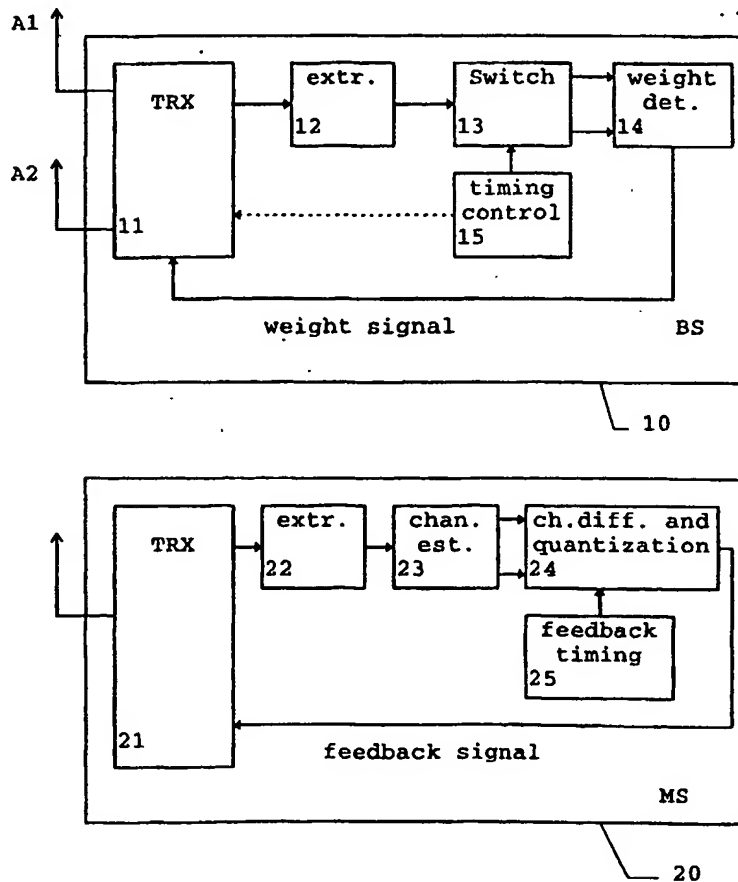 A1
A2
TRX
11
extr.
12
Switch
13
weight
det.
14
timing
control
15
weight signal
BS
10
TRX
21
extr.
22
chan.
est.
23
ch.diff. and
quantization
24
feedback
timing
25
feedback signal
MS
20